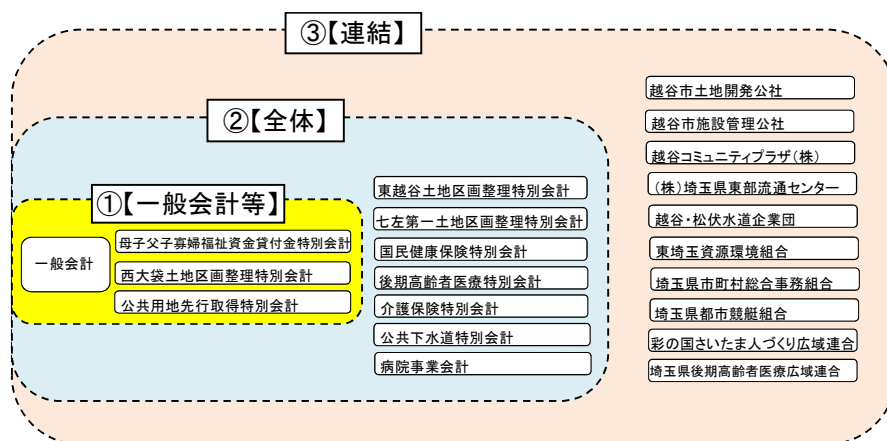 ③【連結】
②【全体】
①【一般会計等】
一般会計
母子父子寡婦福祉資金貸付金特別会計
西大袋土地区画整理特別会計
公共用地先行取得特別会計
東越谷土地区画整理特別会計
七左第一土地区画整理特別会計
国民健康保険特別会計
後期高齢者医療特別会計
介護保険特別会計
公共下水道特別会計
病院事業会計
越谷市土地開発公社
越谷市施設管理公社
越谷コミュニティプラザ(株)
(株)埼玉県東部流通センター
越谷・松伏水道企業団
東埼玉資源環境組合
埼玉県市町村総合事務組合
埼玉県都市競艇組合
彩の国さいたま人づくり広域連合
埼玉県後期高齢者医療広域連合